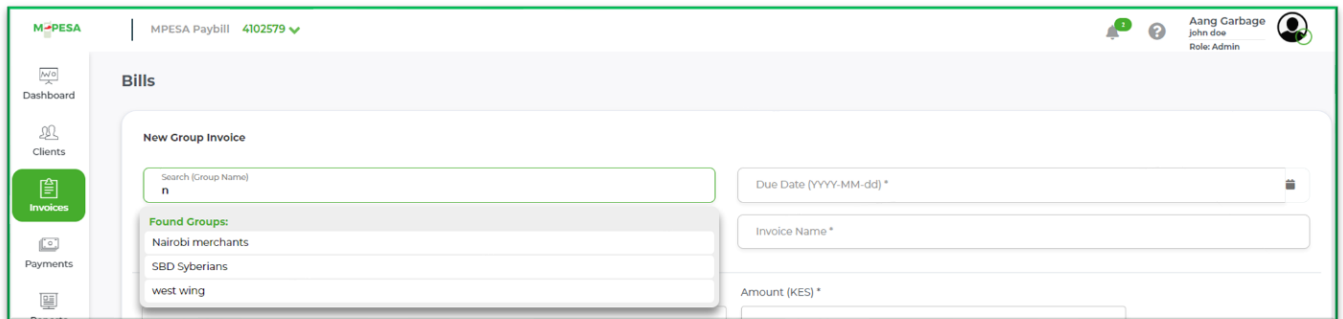 M-PESA
MPESA Paybill 4102579
Aang Garbage
john doe
Role: Admin
Dashboard
Clients
Invoices
Payments
Bills
New Group Invoice
Search (Group Name)
n
Due Date (YYYY-MM-dd) *
Found Groups:
Nairobi merchants
SBD Syberians
west wing
Invoice Name *
Amount (KES) *